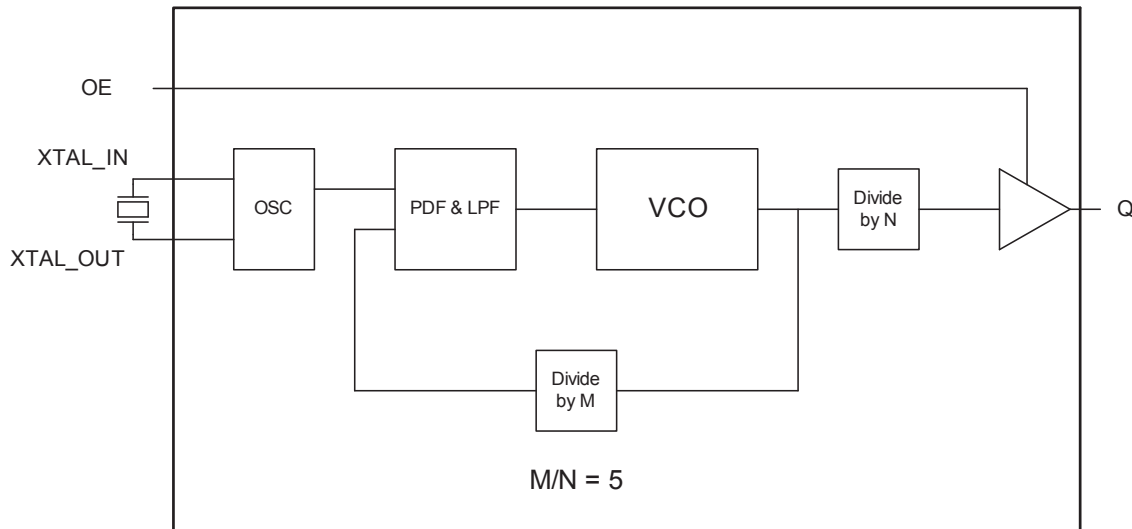 OE
XTAL_IN
XTAL_OUT
OSC
PDF & LPF
VCO
Divide
by N
Q
Divide
by M
M/N = 5